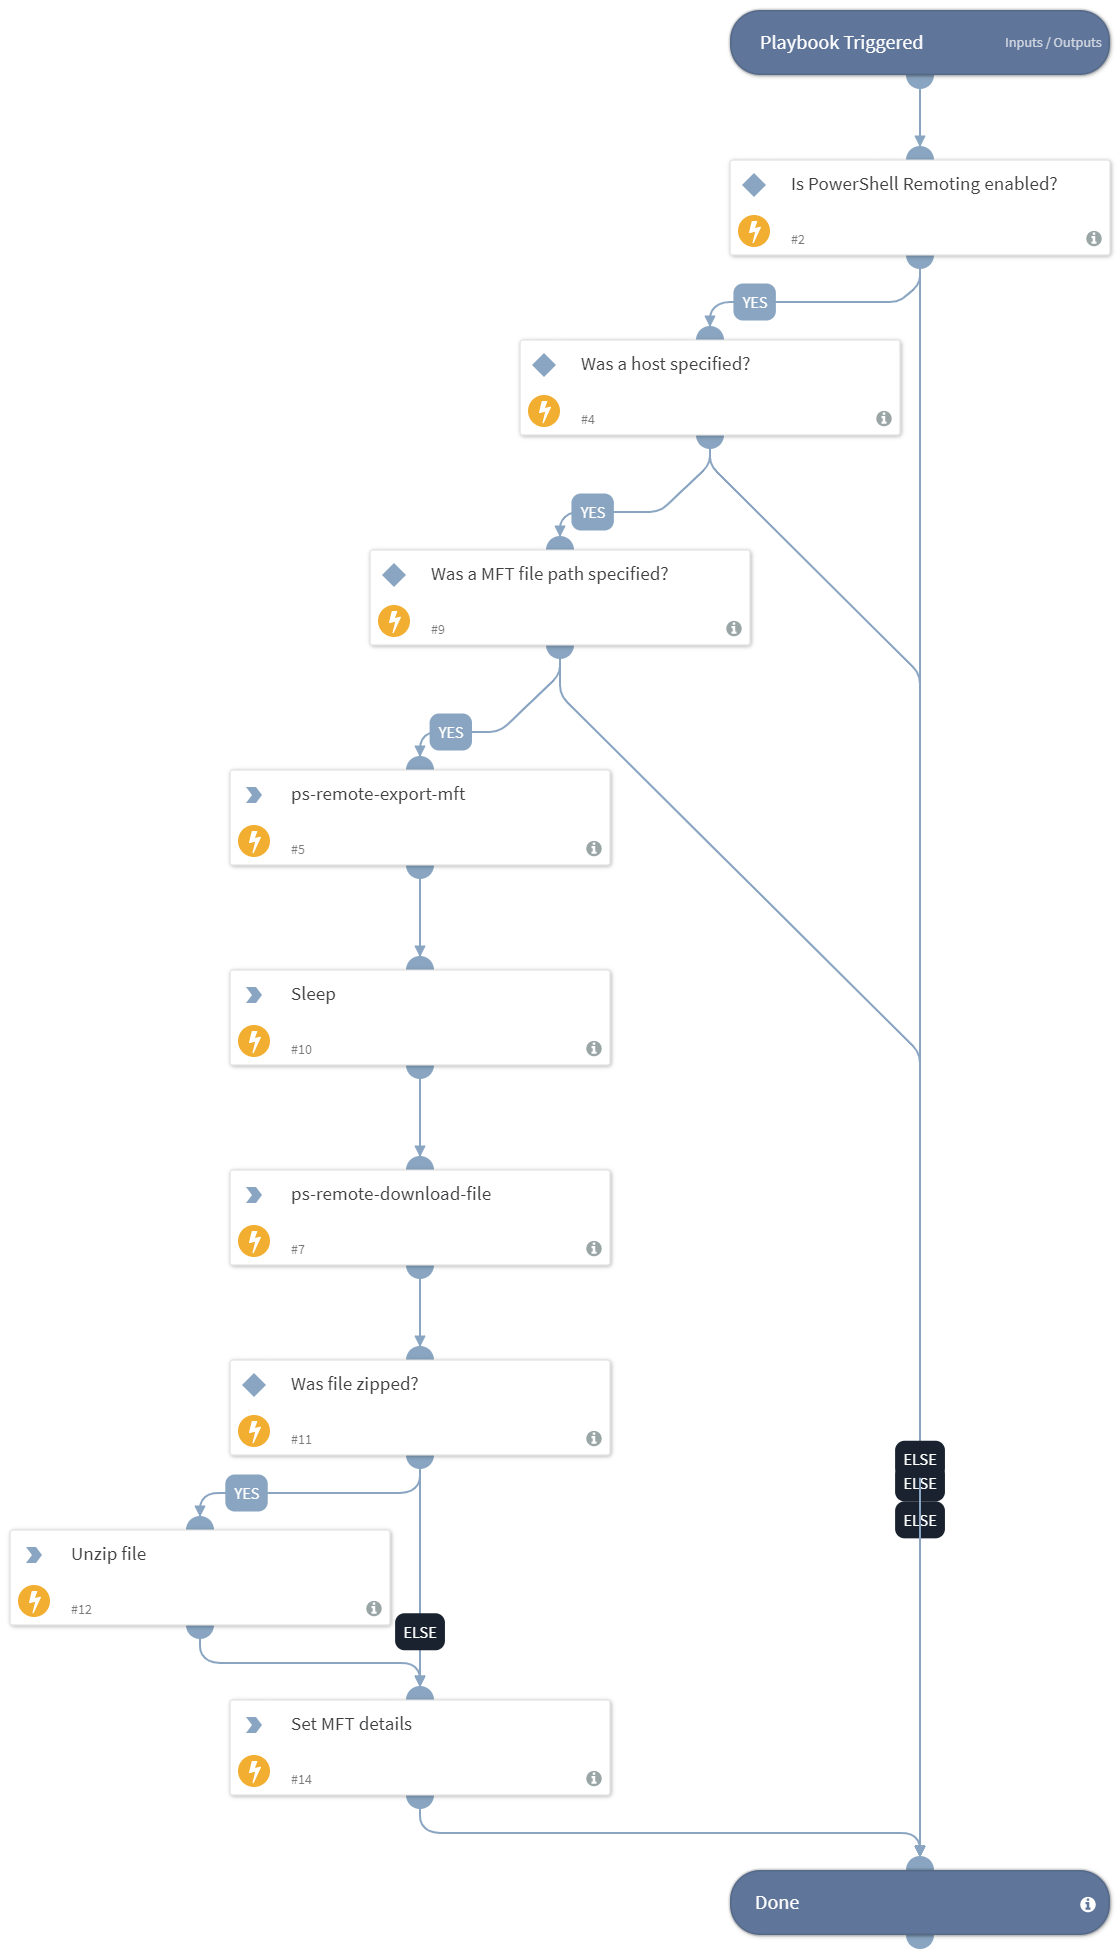 Playbook Triggered
Inputs / Outputs
Is PowerShell Remoting enabled?
#2
YES
Was a host specified?
#4
YES
Was a MFT file path specified?
#9
YES
ps-remote-export-mft
#5
Sleep
#10
ps-remote-download-file
#7
Was file zipped?
#11
ELSE
ELSE
ELSE
YES
Unzip file
#12
ELSE
Set MFT details
#14
Done